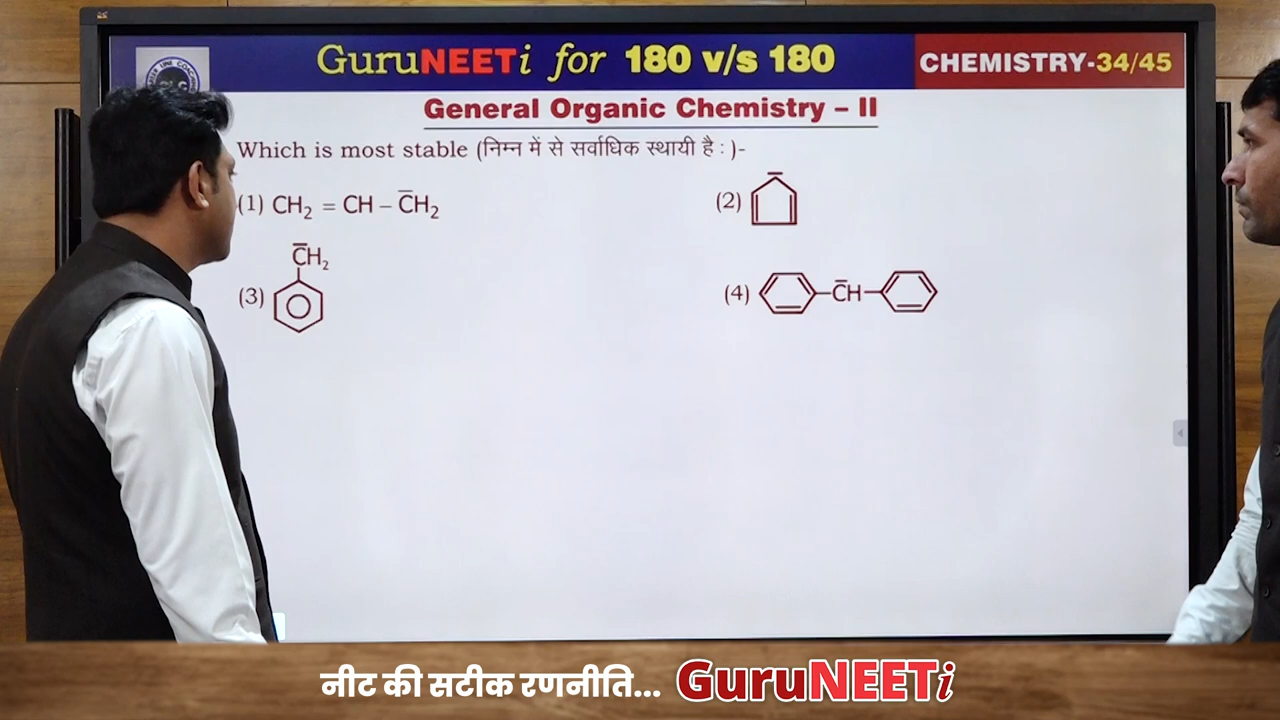 GuruNEETi for 180 v/s 180 CHEMISTRY-34/45
General Organic Chemistry – II
Which is most stable (निम्न में से सर्वाधिक स्थायी है : )-
(1) CH₂ = CH – C̅H₂ (2)
C̅H₂
(3) (4) C̅H
नीट की सटीक रणनीति... GuruNEETi